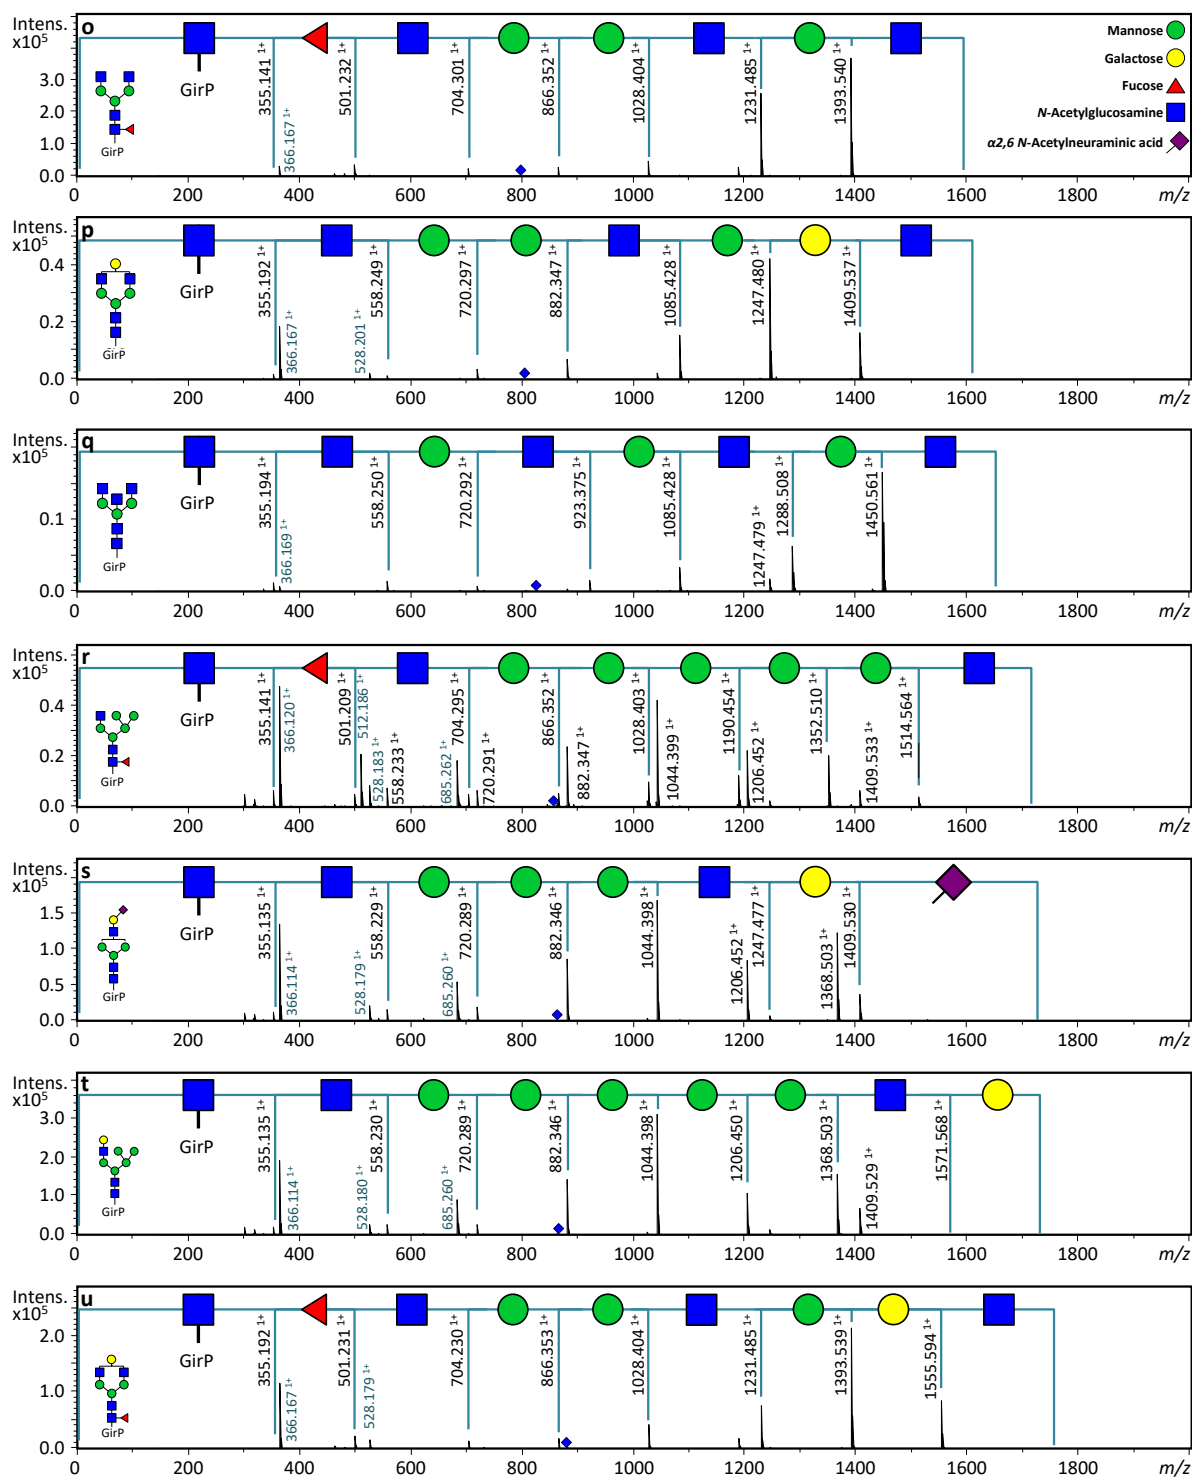 Intens.
x10⁵
o
3.0
2.0
1.0
0.0
GirP
GirP
355.141 1+
366.167 1+
501.232 1+
704.301 1+
866.352 1+
1028.404 1+
1231.485 1+
1393.540 1+
Mannose
Galactose
Fucose
N-Acetylglucosamine
α2,6 N-Acetylneuraminic acid
0 200 400 600 800 1000 1200 1400 1600 1800 m/z
Intens.
x10⁵
p
0.4
0.2
0.0
GirP
GirP
355.192 1+
366.167 1+
528.201 1+
558.249 1+
720.297 1+
882.347 1+
1085.428 1+
1247.480 1+
1409.537 1+
0 200 400 600 800 1000 1200 1400 1600 1800 m/z
Intens.
x10⁵
q
0.1
0.0
GirP
GirP
355.194 1+
366.169 1+
558.250 1+
720.292 1+
923.375 1+
1085.428 1+
1247.479 1+
1288.508 1+
1450.561 1+
0 200 400 600 800 1000 1200 1400 1600 1800 m/z
Intens.
x10⁵
r
0.4
0.2
0.0
GirP
GirP
355.141 1+
366.120 1+
501.209 1+
512.186 1+
528.183 1+
558.233 1+
685.262 1+
704.295 1+
720.291 1+
866.352 1+
882.347 1+
1028.403 1+
1044.399 1+
1190.454 1+
1206.452 1+
1352.510 1+
1409.533 1+
1514.564 1+
0 200 400 600 800 1000 1200 1400 1600 1800 m/z
Intens.
x10⁵
s
1.5
1.0
0.5
0.0
GirP
GirP
355.135 1+
366.114 1+
528.179 1+
558.229 1+
685.260 1+
720.289 1+
882.346 1+
1044.398 1+
1206.452 1+
1247.477 1+
1368.503 1+
1409.530 1+
0 200 400 600 800 1000 1200 1400 1600 1800 m/z
Intens.
x10⁵
t
3.0
2.0
1.0
0.0
GirP
GirP
355.135 1+
366.114 1+
528.180 1+
558.230 1+
685.260 1+
720.289 1+
882.346 1+
1044.398 1+
1206.450 1+
1368.503 1+
1409.529 1+
1571.568 1+
0 200 400 600 800 1000 1200 1400 1600 1800 m/z
Intens.
x10⁵
u
2.0
1.0
0.0
GirP
GirP
355.192 1+
366.167 1+
501.231 1+
528.179 1+
704.230 1+
866.353 1+
1028.404 1+
1231.485 1+
1393.539 1+
1555.594 1+
0 200 400 600 800 1000 1200 1400 1600 1800 m/z